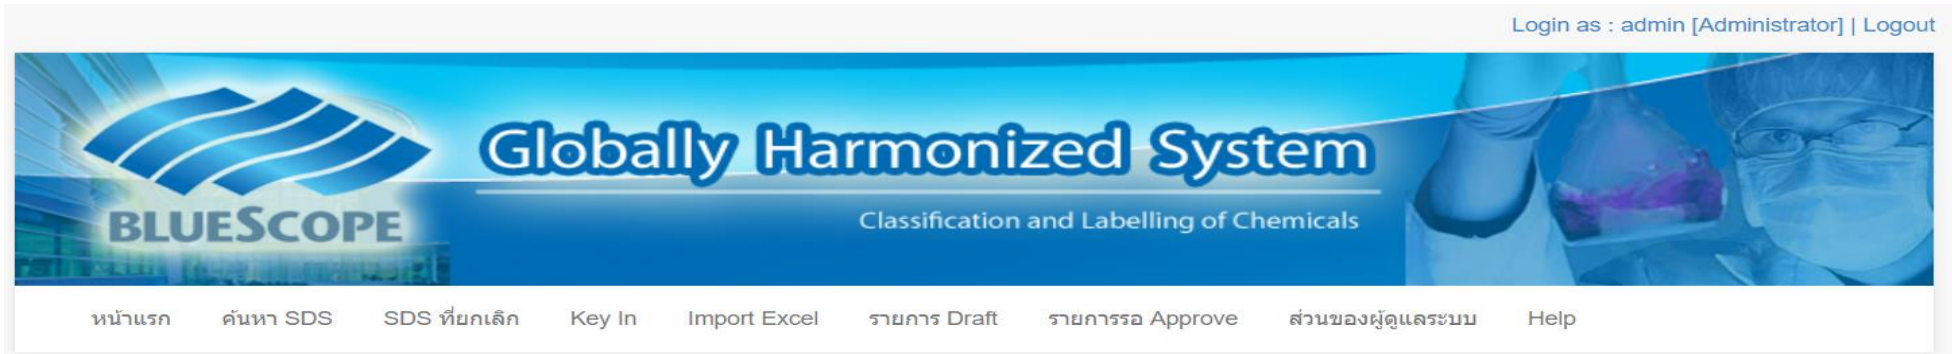 Login as : admin [Administrator] | Logout
Globally Harmonized System
BLUESCOPE
Classification and Labelling of Chemicals
หน้าแรก ค้นหา SDS SDS ที่ยกเลิก Key In Import Excel รายการ Draft รายการรอ Approve ส่วนของผู้ดูแลระบบ Help